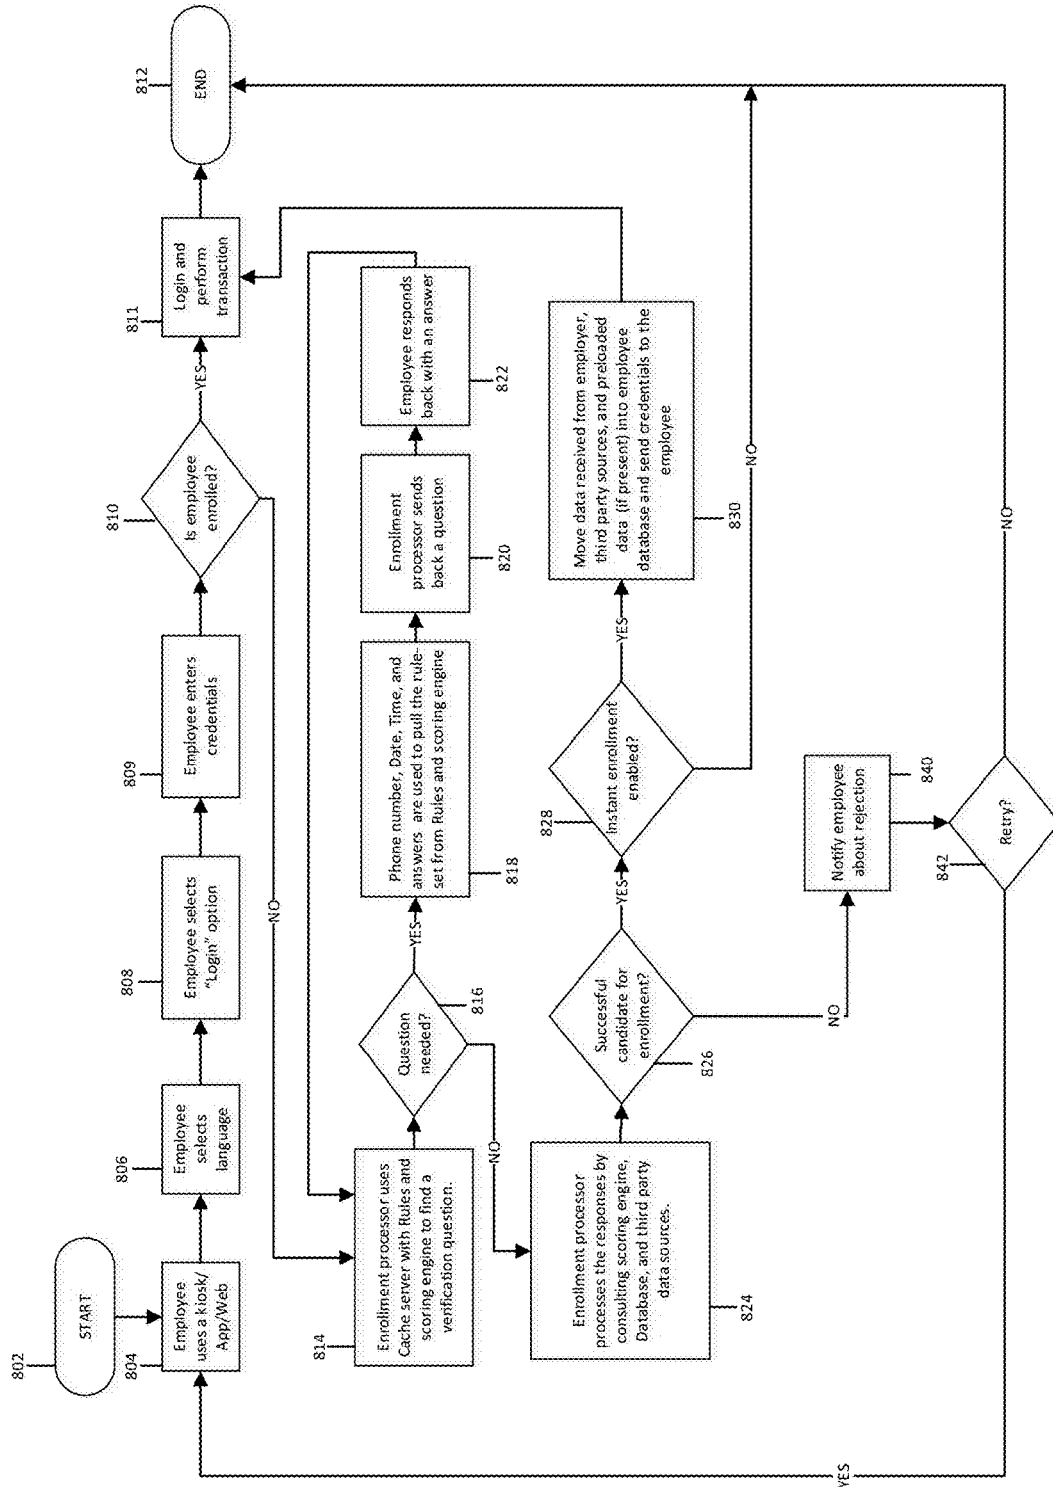 802
START
804
Employee
uses a kiosk/
App/Web
806
Employee
selects
language
808
Employee selects
"Login" option
809
Employee enters
credentials
810
Is employee
enrolled?
YES
NO
811
Login and
perform
transaction
812
END
814
Enrollment processor uses
Cache server with Rules and
scoring engine to find a
verification question.
816
Question
needed?
YES
NO
818
Phone number, Date, Time, and
answers are used to pull the rule-
set from Rules and scoring engine
820
Enrollment
processor sends
back a question
822
Employee responds
back with an answer
824
Enrollment processor
processes the responses by
consulting scoring engine,
Database, and third party
data sources.
826
Successful
candidate for
enrollment?
YES
NO
828
Instant enrollment
enabled?
YES
NO
830
Move data received from employer,
third party sources, and preloaded
data (if present) into employee
database and send credentials to the
employee
840
Notify employee
about rejection
842
Retry?
YES
NO